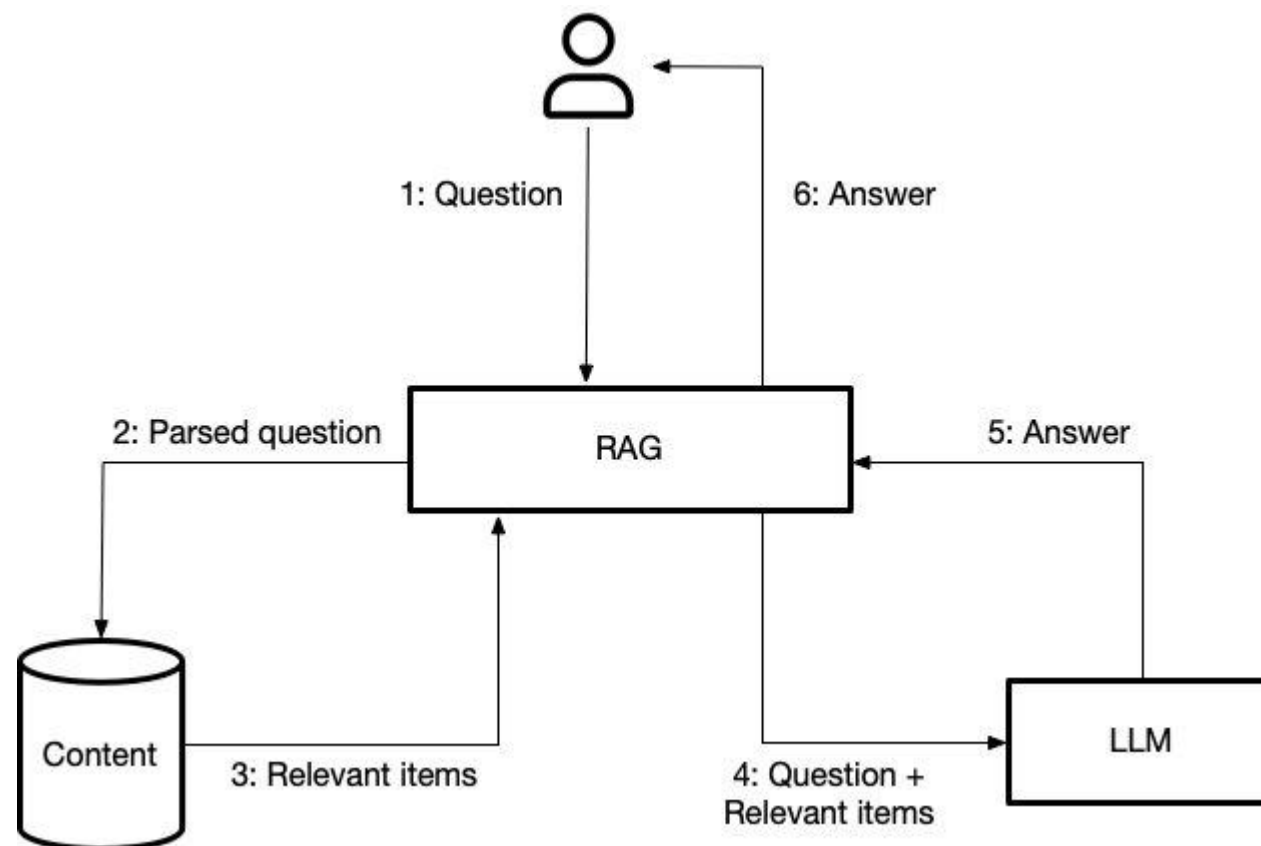 1: Question
6: Answer
2: Parsed question
RAG
5: Answer
Content
3: Relevant items
4: Question +
Relevant items
LLM